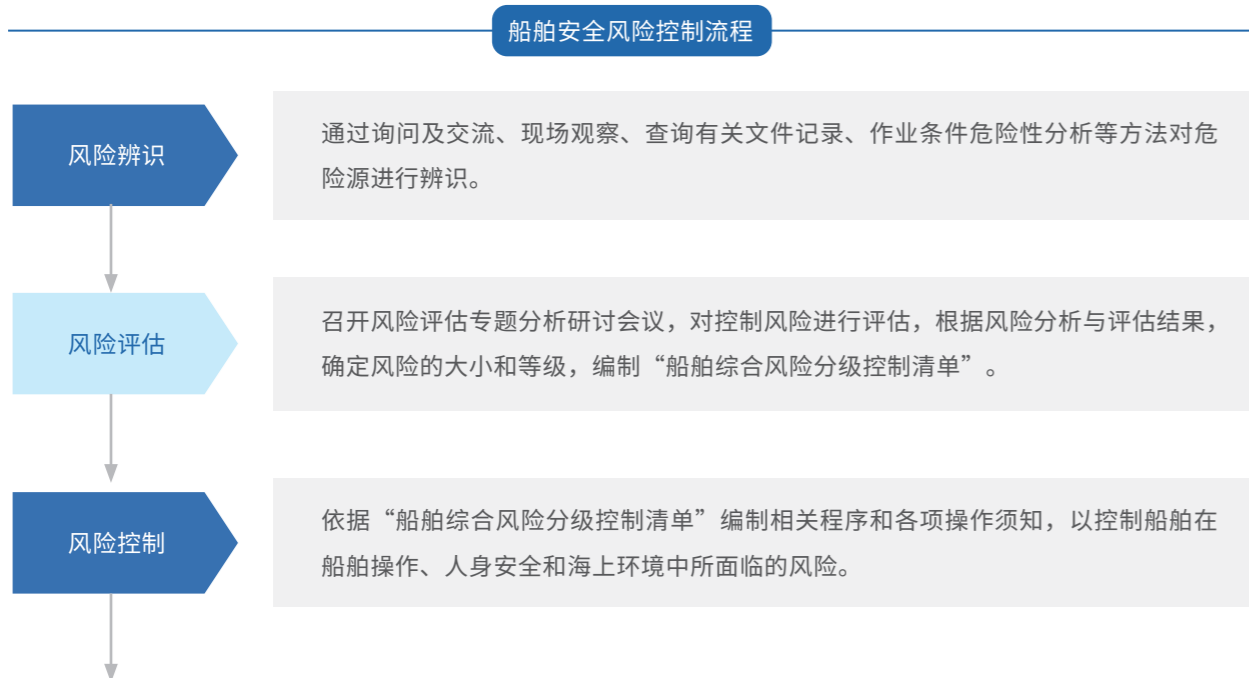 船舶安全风险控制流程
风险辨识
通过询问及交流、现场观察、查询有关文件记录、作业条件危险性分析等方法对危
险源进行辨识。
风险评估
召开风险评估专题分析研讨会议，对控制风险进行评估，根据风险分析与评估结果，
确定风险的大小和等级，编制“船舶综合风险分级控制清单”。
风险控制
依据“船舶综合风险分级控制清单”编制相关程序和各项操作须知，以控制船舶在
船舶操作、人身安全和海上环境中所面临的风险。